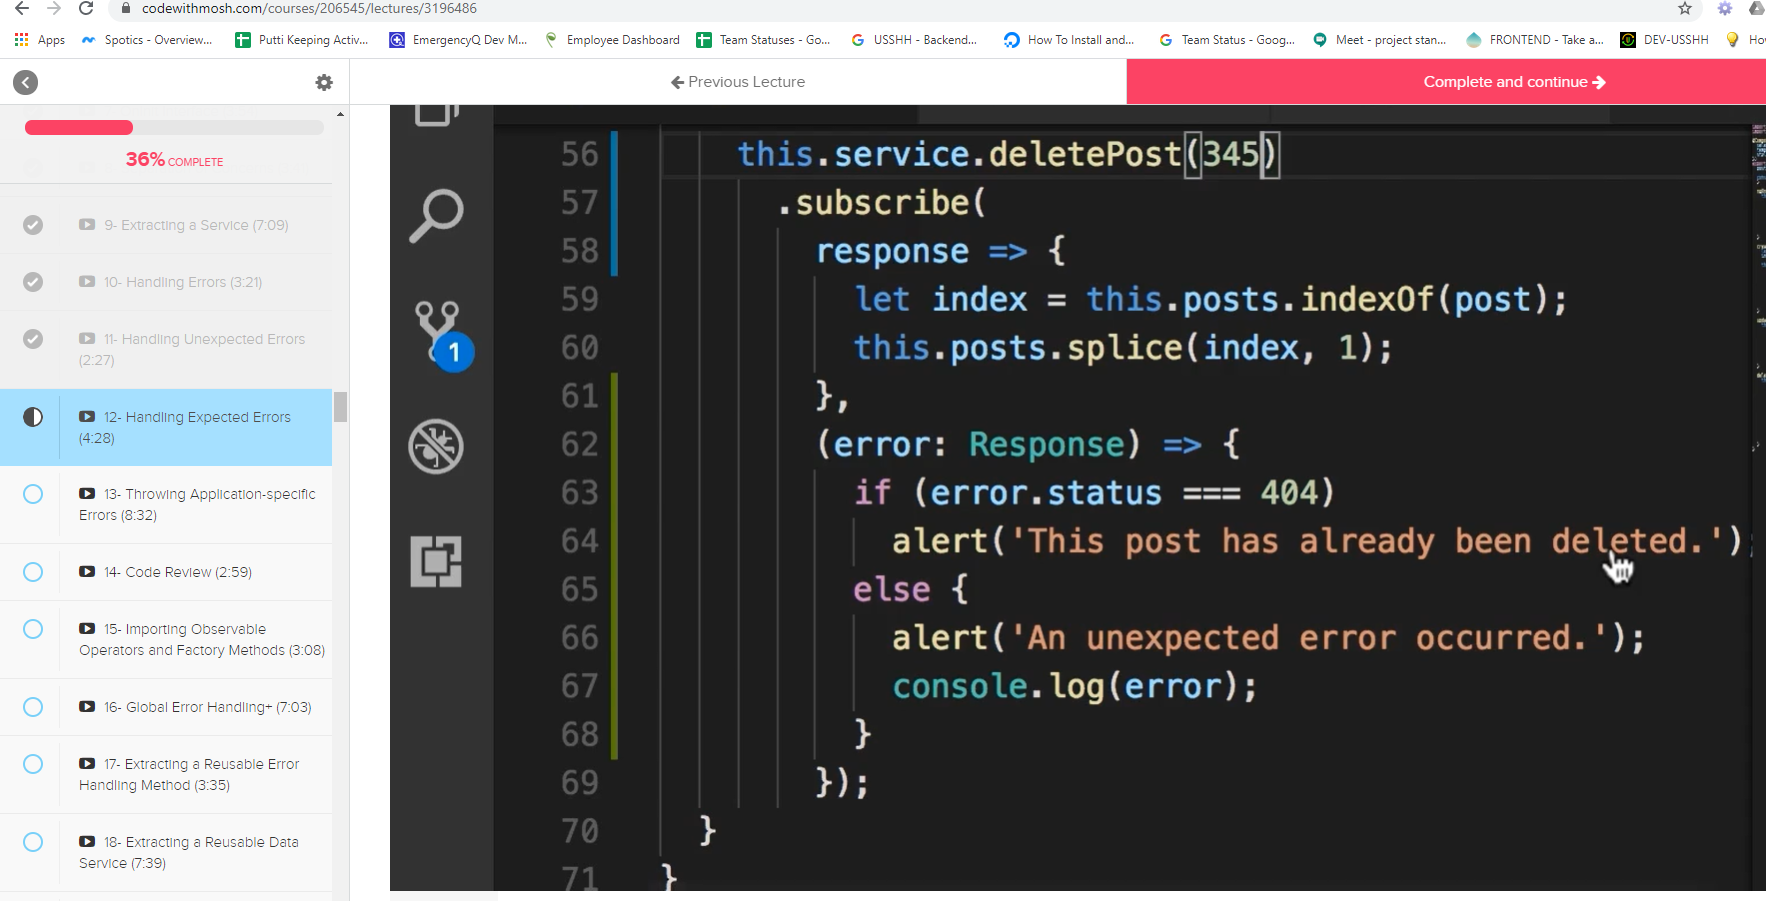 codewithmosh.com/courses/206545/lectures/3196486
Apps Spotics - Overview... Putti Keeping Activ... EmergencyQ Dev M... Employee Dashboard Team Statuses - Go... USSHH - Backend... How To Install and... Team Status - Goog... Meet - project stan... FRONTEND - Take a... DEV-USSHH Ho
Previous Lecture
Complete and continue
36% COMPLETE
9- Extracting a Service (7:09)
10- Handling Errors (3:21)
11- Handling Unexpected Errors
(2:27)
12- Handling Expected Errors
(4:28)
13- Throwing Application-specific
Errors (8:32)
14- Code Review (2:59)
15- Importing Observable
Operators and Factory Methods (3:08)
16- Global Error Handling+ (7:03)
17- Extracting a Reusable Error
Handling Method (3:35)
18- Extracting a Reusable Data
Service (7:39)
1
56 this.service.deletePost(345)
57 .subscribe(
58 response => {
59 let index = this.posts.indexOf(post);
60 this.posts.splice(index, 1);
61 },
62 (error: Response) => {
63 if (error.status === 404)
64 alert('This post has already been deleted.');
65 else {
66 alert('An unexpected error occurred.');
67 console.log(error);
68 }
69 });
70 }
71 }